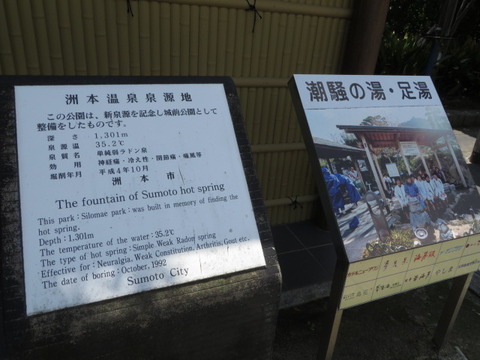 洲本温泉泉源地
この公園は、新泉源を記念し城前公園として
整備をしたものです。
深さ 1,301m
泉源温 35.2℃
泉質名 単純弱ラドン泉
効用 神経痛・冷え性・関節痛・痛風等
堀削年月 平成4年10月
洲本市
The fountain of Sumoto hot spring
This park : Silomae park : was built in memory of finding the
hot spring.
Depth : 1,301m
The temperature of the water : 35.2℃
The type of hot spring : Simple Weak Radon spring
Effective for : Neuralgia, Weak Constitution, Arthritis, Gout etc.
The date of boring : October, 1992
Sumoto City
潮騒の湯・足湯